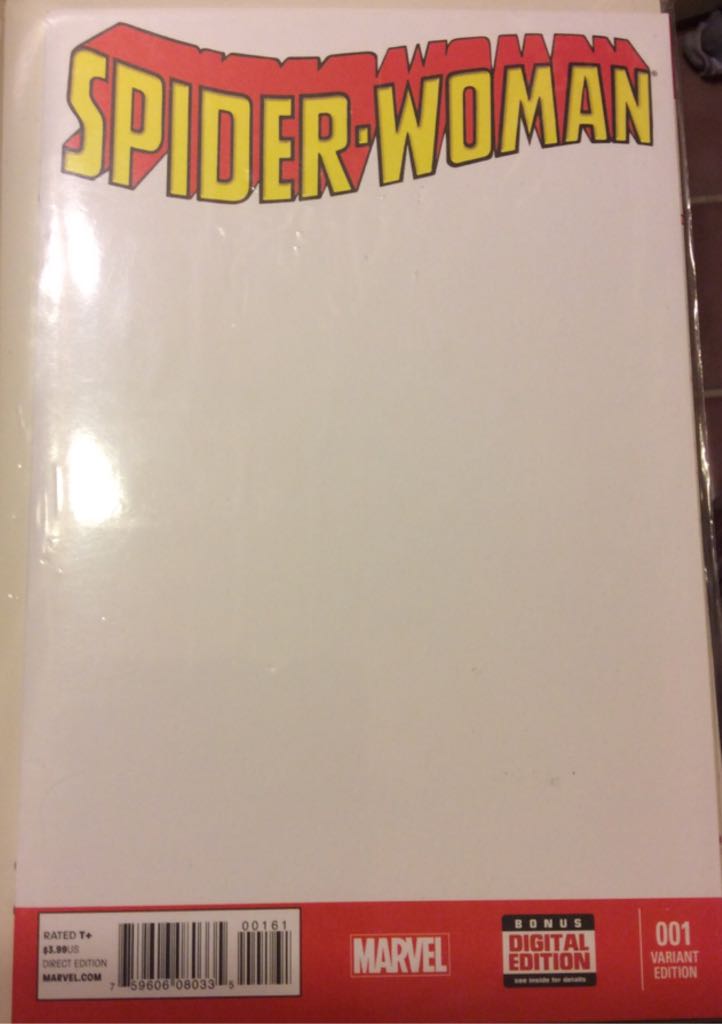 SPIDER-WOMAN
RATED T+
$3.99US
DIRECT EDITION
MARVEL.COM
00161
7 59606 08033 5
MARVEL
BONUS
DIGITAL
EDITION
see inside for details
001
VARIANT
EDITION